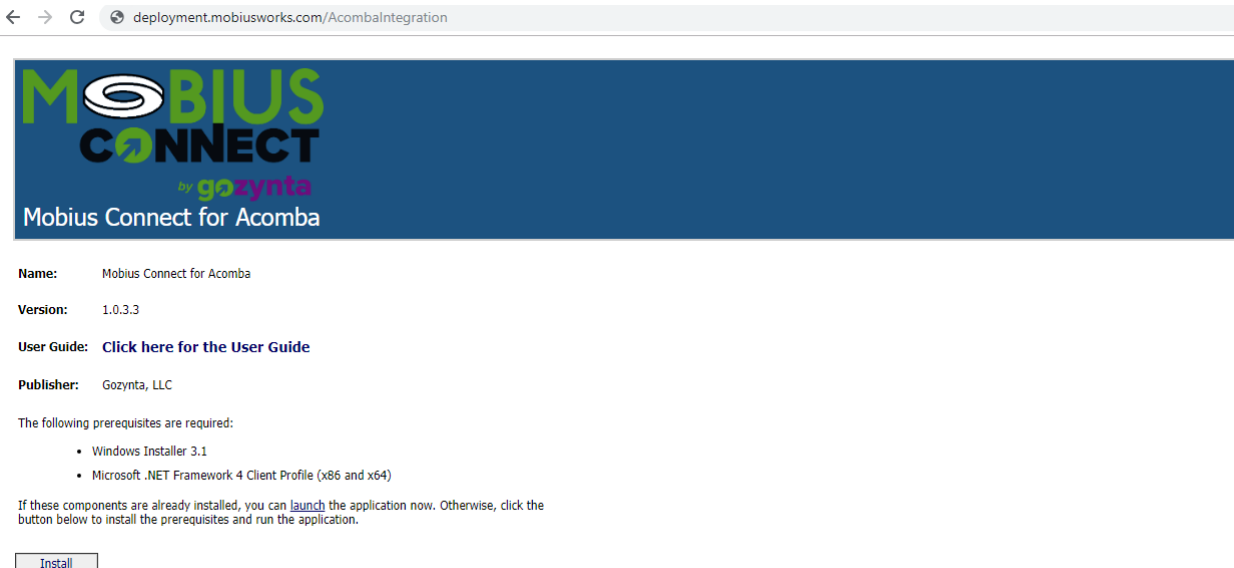 deployment.mobiusworks.com/AcombaIntegration
MOBIUS
CONNECT
by gozynta
Mobius Connect for Acomba
Name: Mobius Connect for Acomba
Version: 1.0.3.3
User Guide: Click here for the User Guide
Publisher: Gozynta, LLC
The following prerequisites are required:
• Windows Installer 3.1
• Microsoft .NET Framework 4 Client Profile (x86 and x64)
If these components are already installed, you can launch the application now. Otherwise, click the
button below to install the prerequisites and run the application.
Install